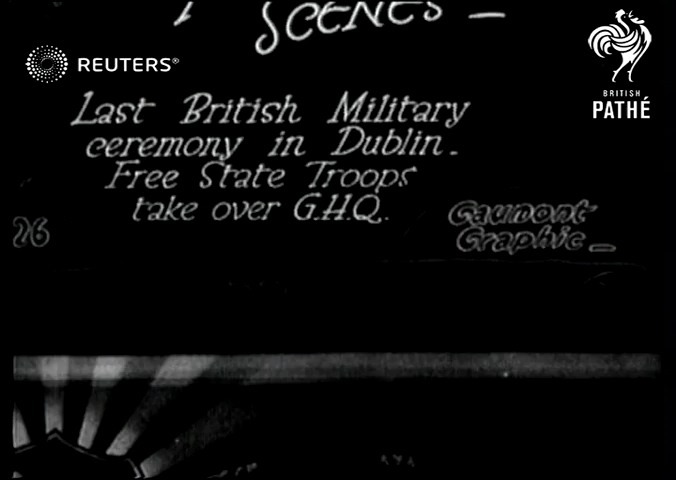 SCENES —
REUTERS®
BRITISH
PATHÉ
Last British Military
ceremony in Dublin.
Free State Troops
take over G.H.Q.
Gaumont
Graphic —
26